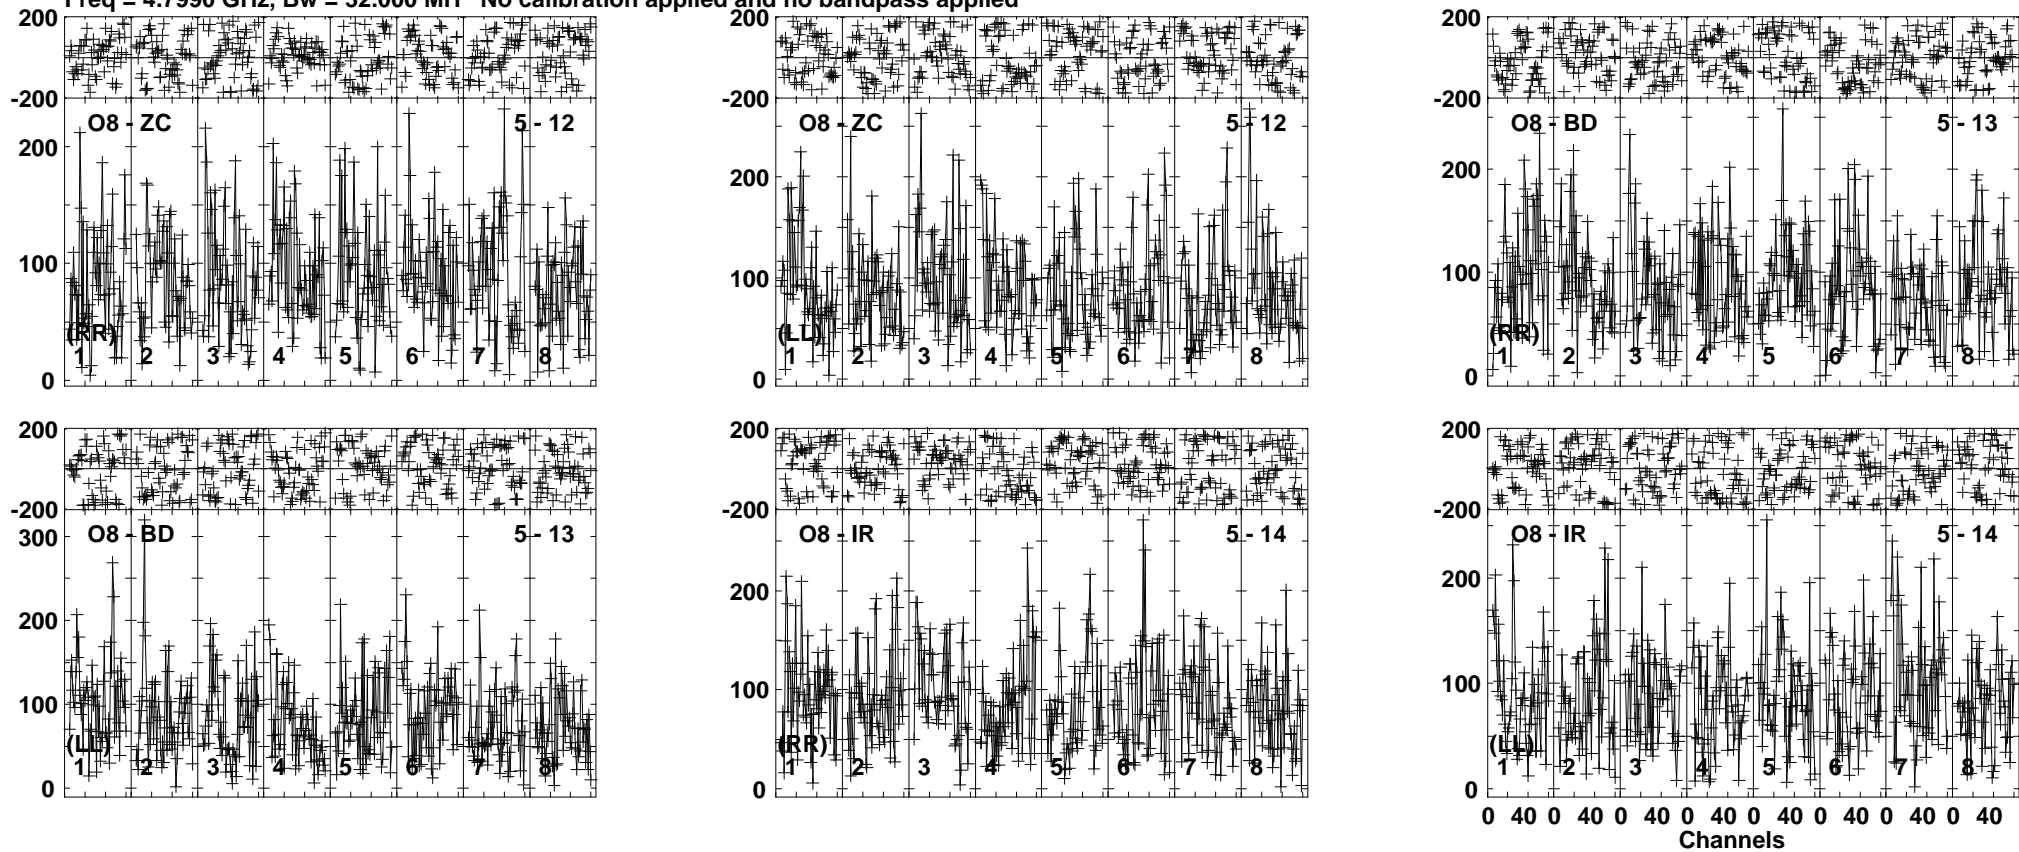 Freq = 4.7990 GHz, Bw = 32.000 MH No calibration applied and no bandpass applied
200
-200
O8 - ZC 5 - 12
200
100
0
(RR)
1 2 3 4 5 6 7 8
200
-200
O8 - ZC 5 - 12
200
100
0
(LL)
1 2 3 4 5 6 7 8
200
-200
O8 - BD 5 - 13
200
100
0
(RR)
1 2 3 4 5 6 7 8
200
-200
O8 - BD 5 - 13
300
200
100
0
(LL)
1 2 3 4 5 6 7 8
200
-200
O8 - IR 5 - 14
200
100
0
(RR)
1 2 3 4 5 6 7 8
200
-200
O8 - IR 5 - 14
200
100
0
(LL)
1 2 3 4 5 6 7 8
0 40 0 40 0 40 0 40 0 40 0 40 0 40 0 40
Channels